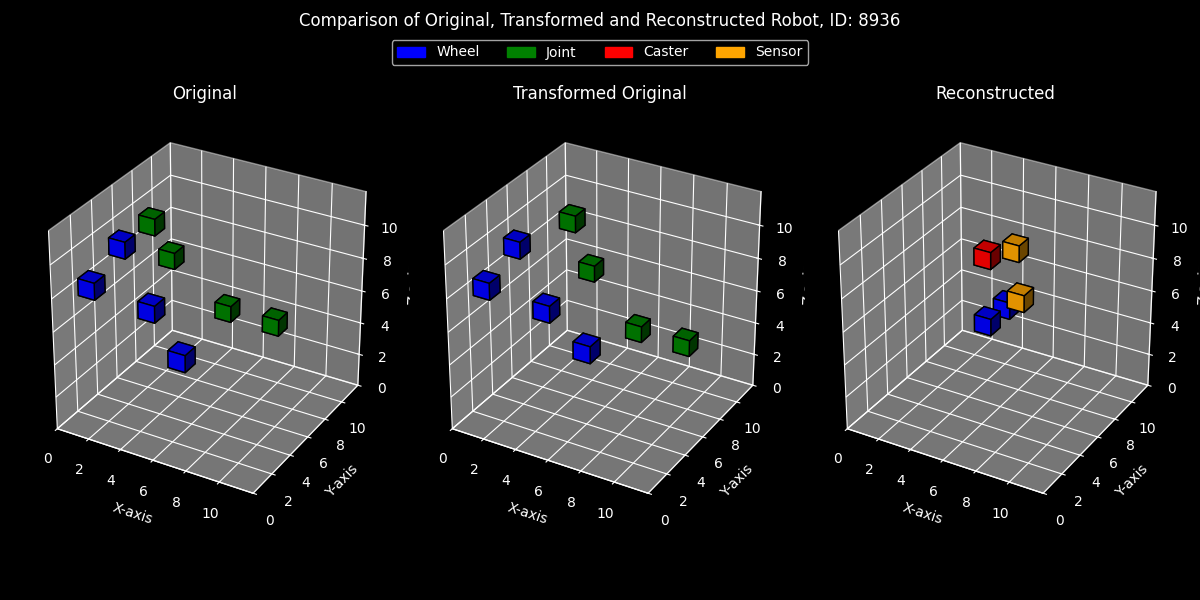 Comparison of Original, Transformed and Reconstructed Robot, ID: 8936
Wheel Joint Caster Sensor
Original Transformed Original Reconstructed
10 10 10
8 8 8
6 6 6
4 4 4
2 2 2
0 0 0
10 10 10
8 8 8
0 6 0 6 0 6
2 4 2 4 2 4
4 2 4 2 4 2
6 0 6 0 6 0
8 8 8
10 10 10
X-axis Y-axis X-axis Y-axis X-axis Y-axis